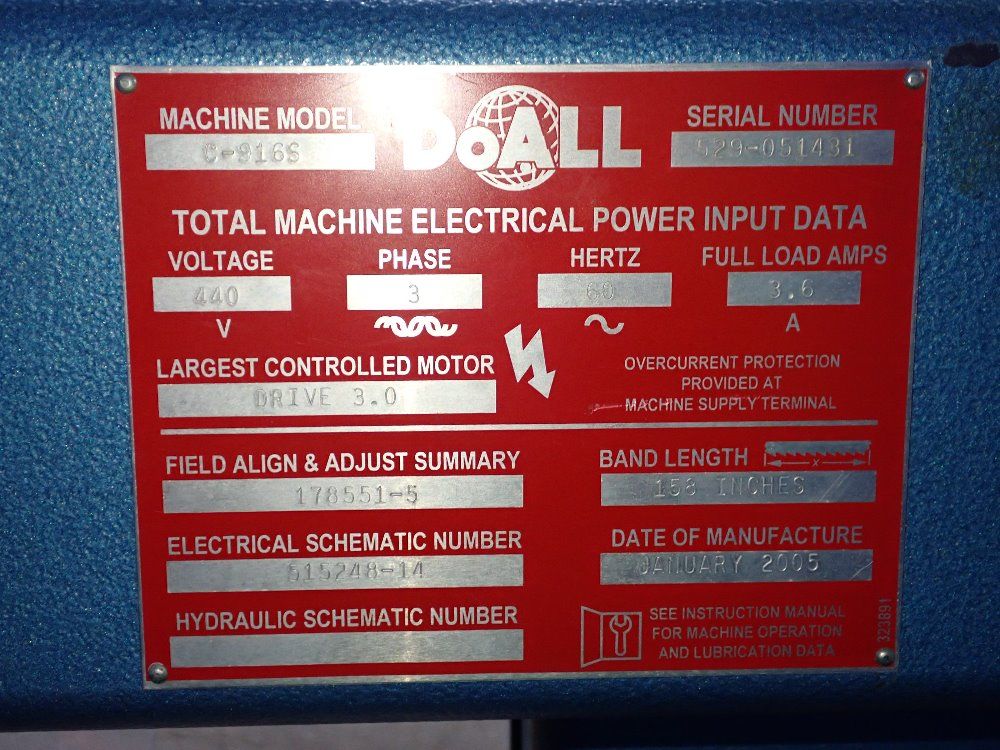 MACHINE MODEL
C-916S
DOALL
SERIAL NUMBER
529-051431
TOTAL MACHINE ELECTRICAL POWER INPUT DATA
VOLTAGE
440
V
PHASE
3
HERTZ
60
FULL LOAD AMPS
3.6
A
LARGEST CONTROLLED MOTOR
DRIVE 3.0
OVERCURRENT PROTECTION
PROVIDED AT
MACHINE SUPPLY TERMINAL
FIELD ALIGN & ADJUST SUMMARY
178551-5
BAND LENGTH
X
158 INCHES
ELECTRICAL SCHEMATIC NUMBER
515248-14
DATE OF MANUFACTURE
JANUARY 2005
HYDRAULIC SCHEMATIC NUMBER
SEE INSTRUCTION MANUAL
FOR MACHINE OPERATION
AND LUBRICATION DATA
323891